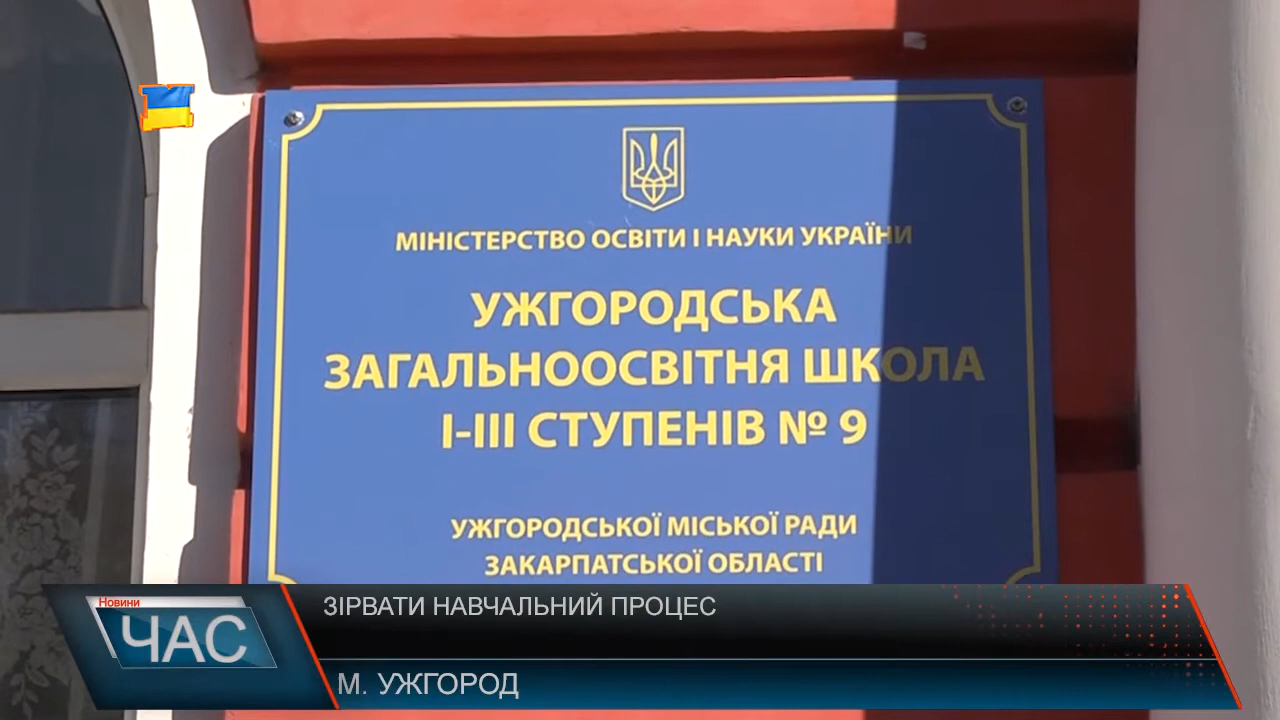 МІНІСТЕРСТВО ОСВІТИ І НАУКИ УКРАЇНИ
УЖГОРОДСЬКА
ЗАГАЛЬНООСВІТНЯ ШКОЛА
І-ІІІ СТУПЕНІВ № 9
УЖГОРОДСЬКОЇ МІСЬКОЇ РАДИ
ЗАКАРПАТСЬКОЇ ОБЛАСТІ
Новини
ЧАС
ЗІРВАТИ НАВЧАЛЬНИЙ ПРОЦЕС
М. УЖГОРОД